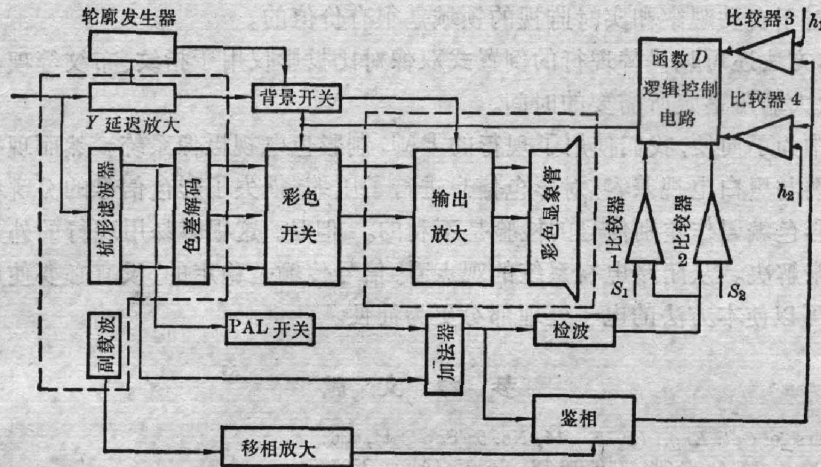 轮廓发生器
Y 延迟放大
背景开关
比较器 3
h₁
函数 D
逻辑控制
电路
比较器 4
h₂
梳形滤波器
色差解码
彩色
开关
输出
放大
彩色显象管
比较器
1
比较器
2
S₁
S₂
副载波
PAL 开关
加法器
检波
鉴相
移相放大